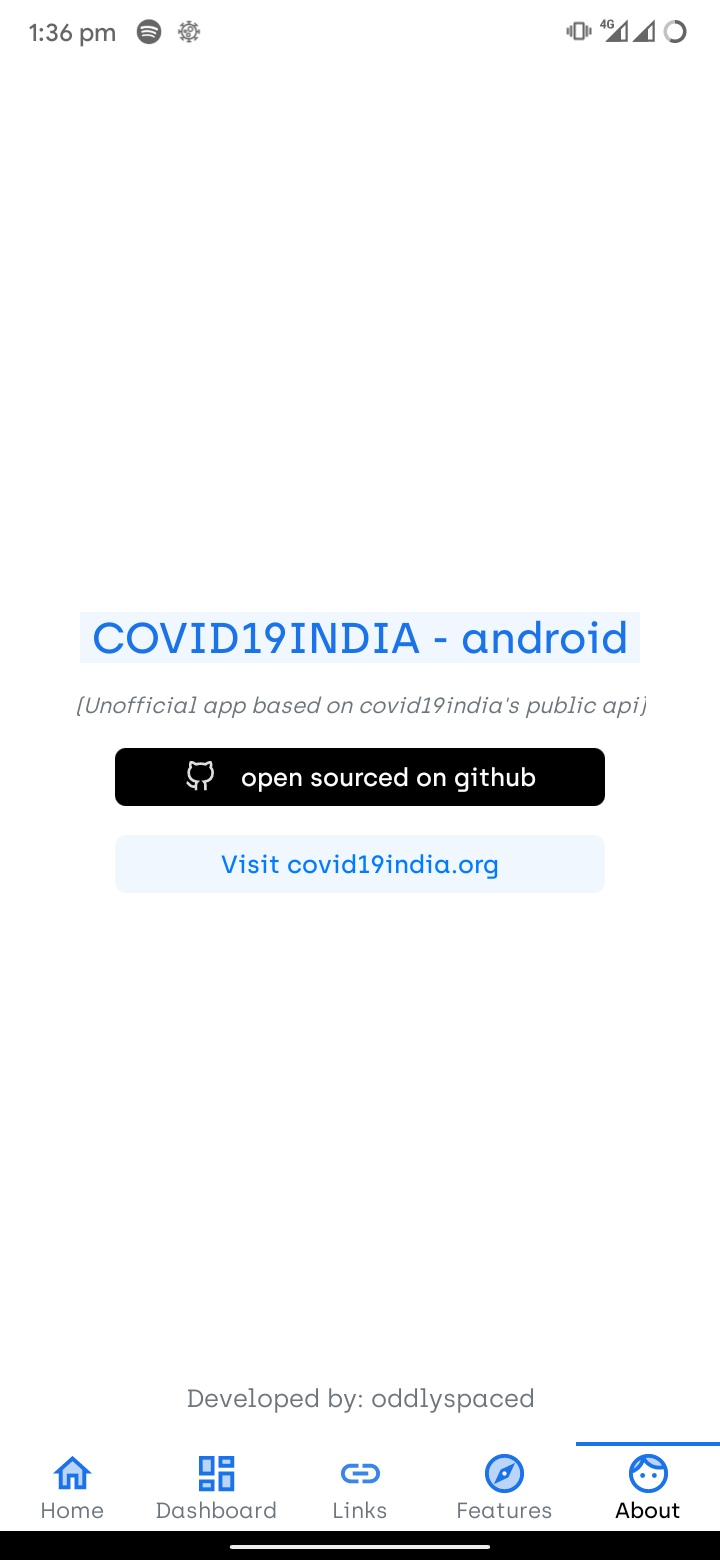 1:36 pm 4G
COVID19INDIA - android
(Unofficial app based on covid19india's public api)
open sourced on github
Visit covid19india.org
Developed by: oddlyspaced
Home Dashboard Links Features About